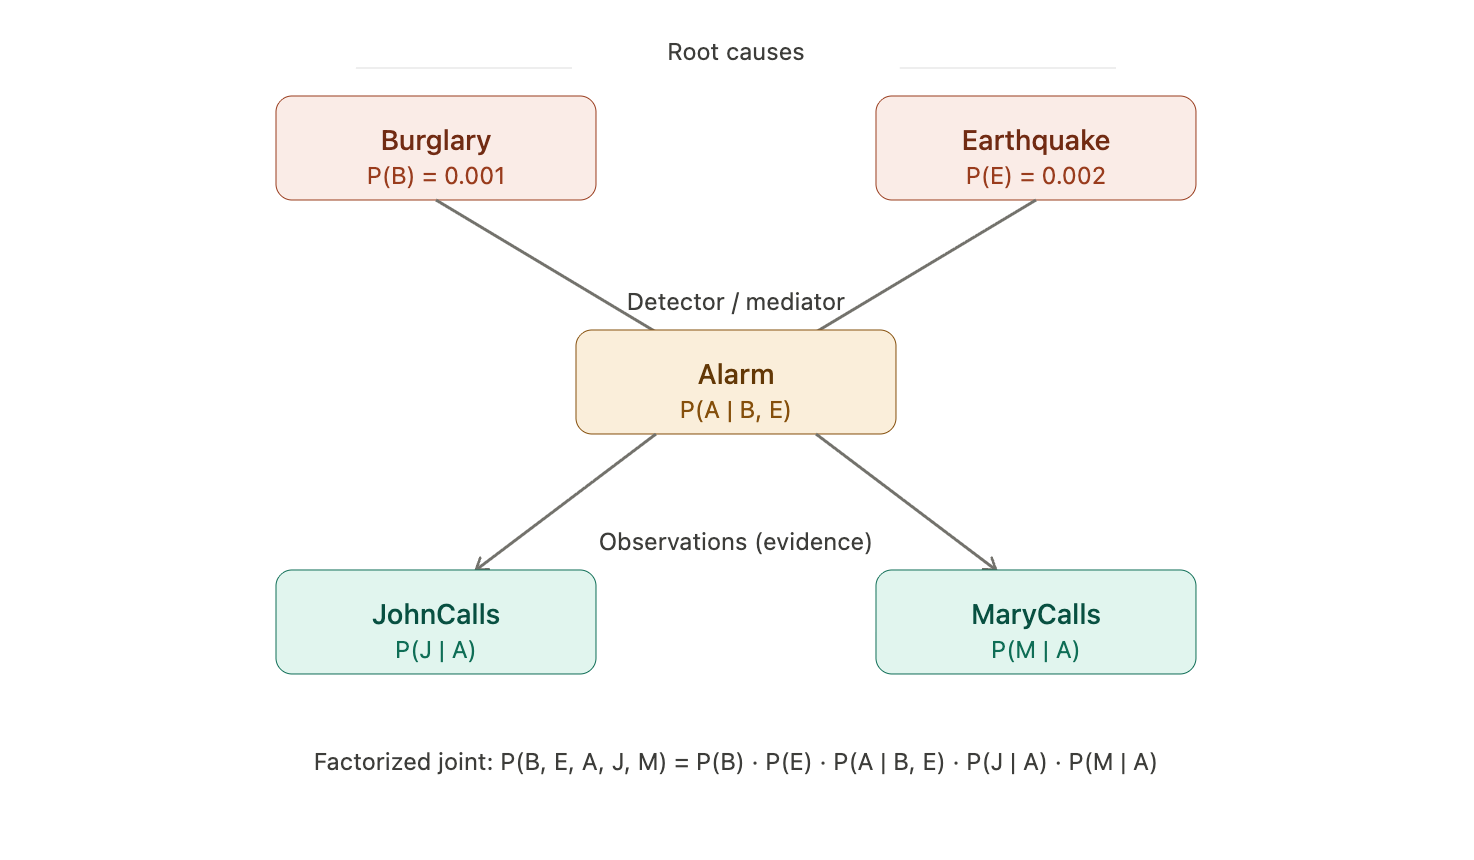 Root causes
Burglary
P(B) = 0.001
Earthquake
P(E) = 0.002
Detector / mediator
Alarm
P(A | B, E)
Observations (evidence)
JohnCalls
P(J | A)
MaryCalls
P(M | A)
Factorized joint: P(B, E, A, J, M) = P(B) · P(E) · P(A | B, E) · P(J | A) · P(M | A)